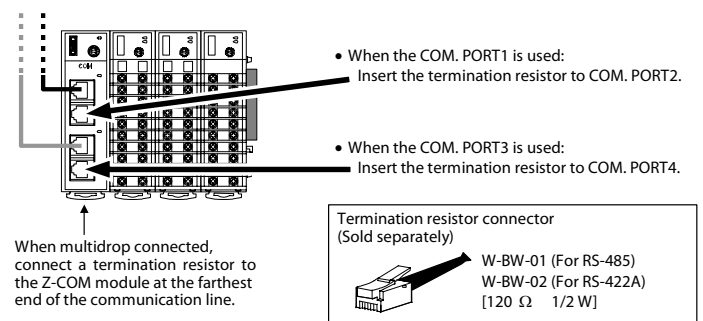 COM
• When the COM. PORT1 is used:
Insert the termination resistor to COM. PORT2.
• When the COM. PORT3 is used:
Insert the termination resistor to COM. PORT4.
When multidrop connected,
connect a termination resistor to
the Z-COM module at the farthest
end of the communication line.
Termination resistor connector
(Sold separately)
W-BW-01 (For RS-485)
W-BW-02 (For RS-422A)
[120 Ω 1/2 W]